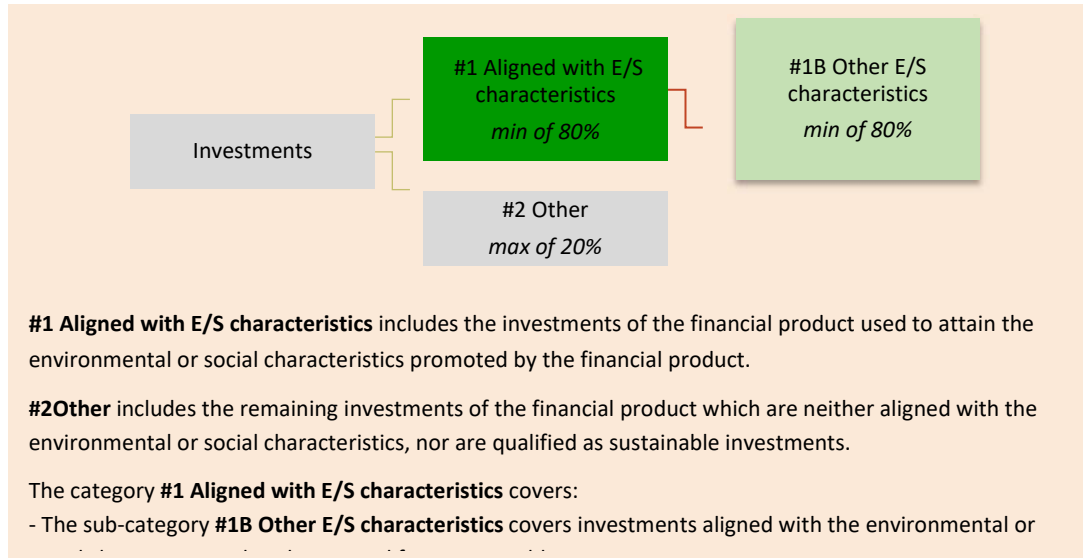 #1 Aligned with E/S
characteristics
min of 80%
#1B Other E/S
characteristics
min of 80%
Investments
#2 Other
max of 20%
#1 Aligned with E/S characteristics includes the investments of the financial product used to attain the
environmental or social characteristics promoted by the financial product.
#2Other includes the remaining investments of the financial product which are neither aligned with the
environmental or social characteristics, nor are qualified as sustainable investments.
The category #1 Aligned with E/S characteristics covers:
- The sub-category #1B Other E/S characteristics covers investments aligned with the environmental or